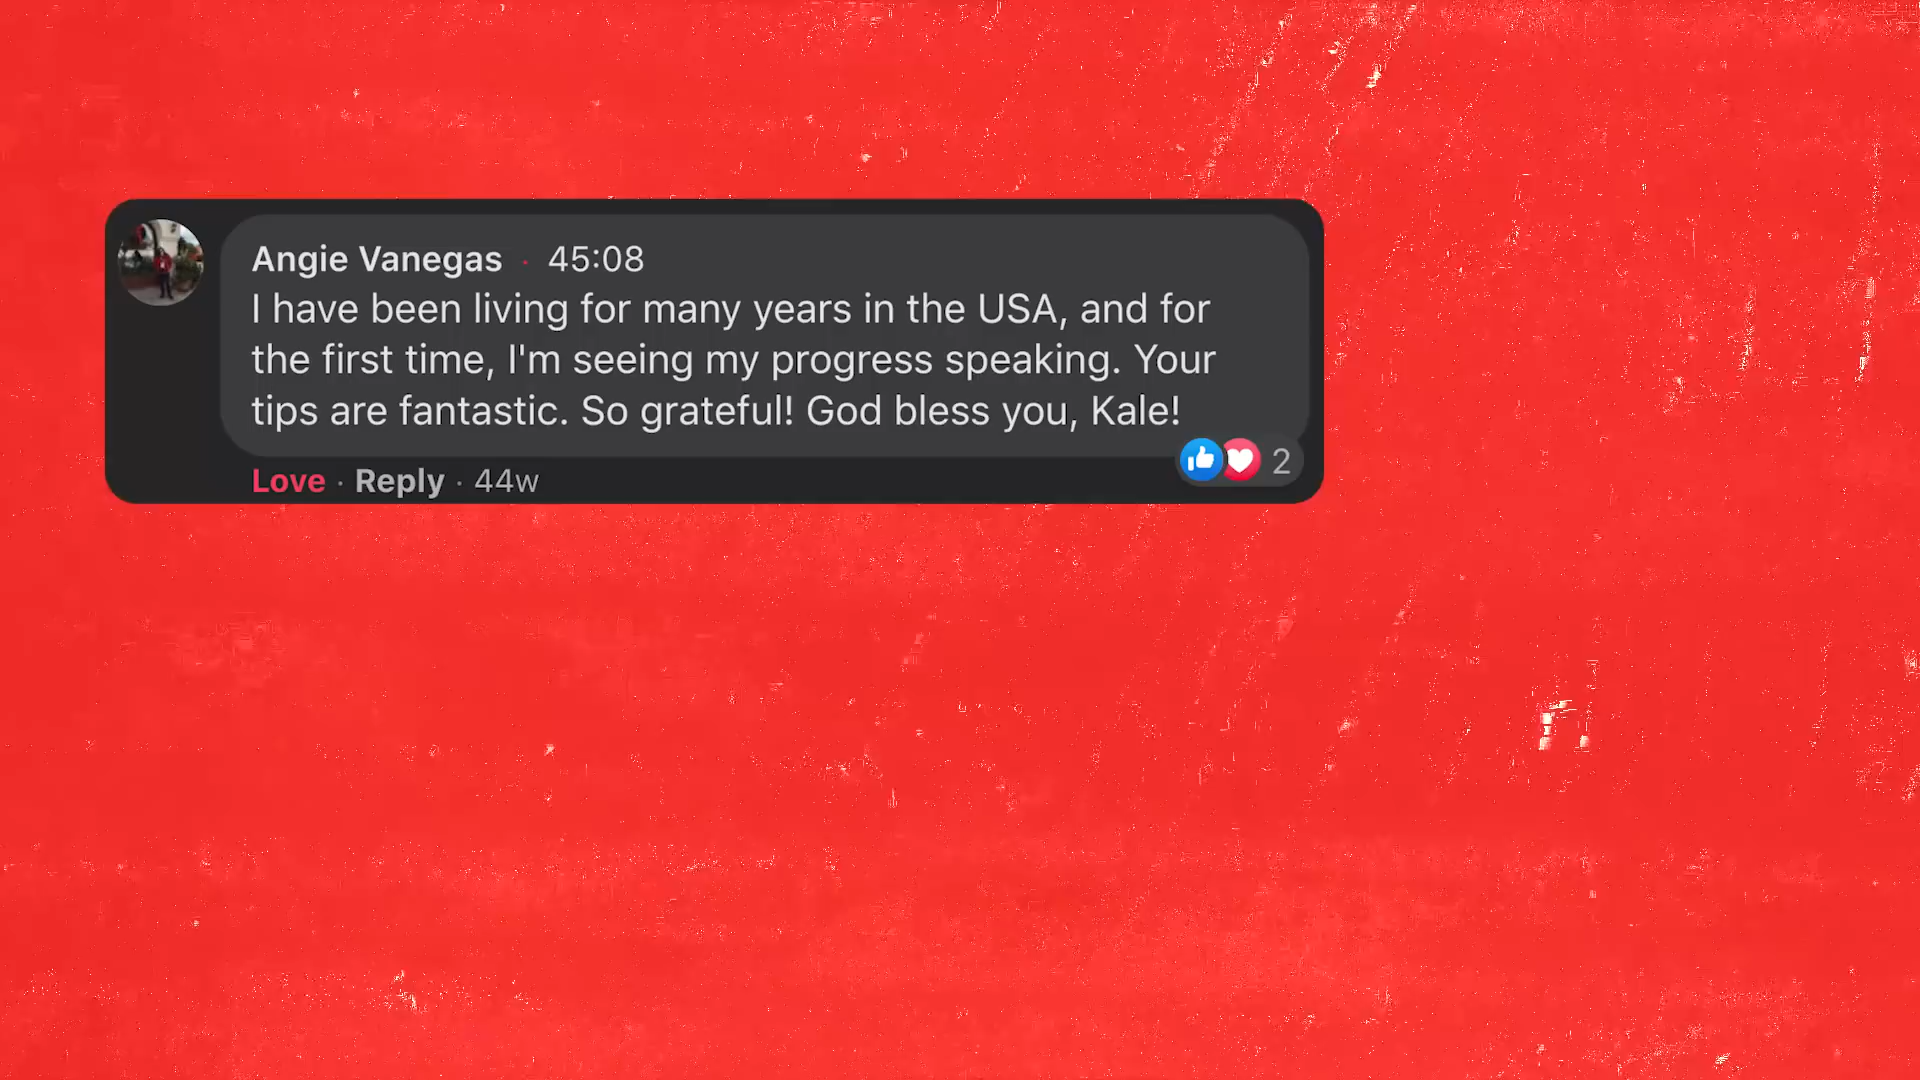 Angie Vanegas · 45:08
I have been living for many years in the USA, and for
the first time, I'm seeing my progress speaking. Your
tips are fantastic. So grateful! God bless you, Kale!
Love · Reply · 44w
2